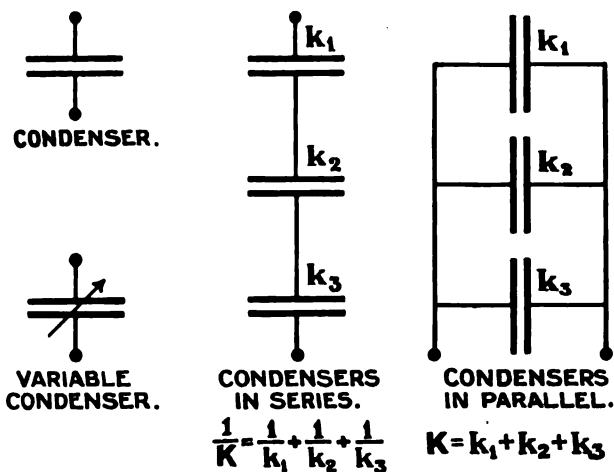 CONDENSER.
VARIABLE
CONDENSER.
k₁
k₂
k₃
CONDENSERS
IN SERIES.
1/K = 1/k₁ + 1/k₂ + 1/k₃
k₁
k₂
k₃
CONDENSERS
IN PARALLEL.
K = k₁ + k₂ + k₃